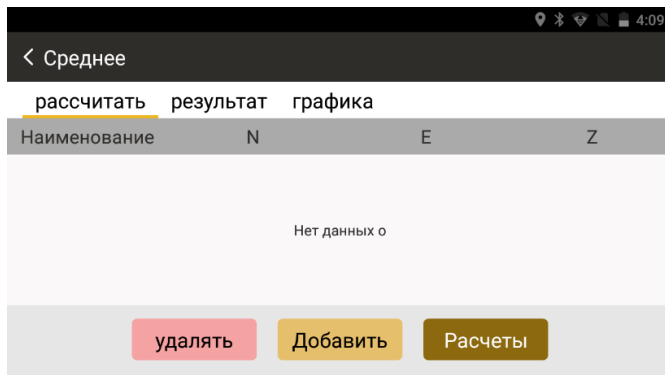 4:09
Среднее
рассчитать результат графика
Наименование N E Z
Нет данных о
удалять Добавить Расчеты